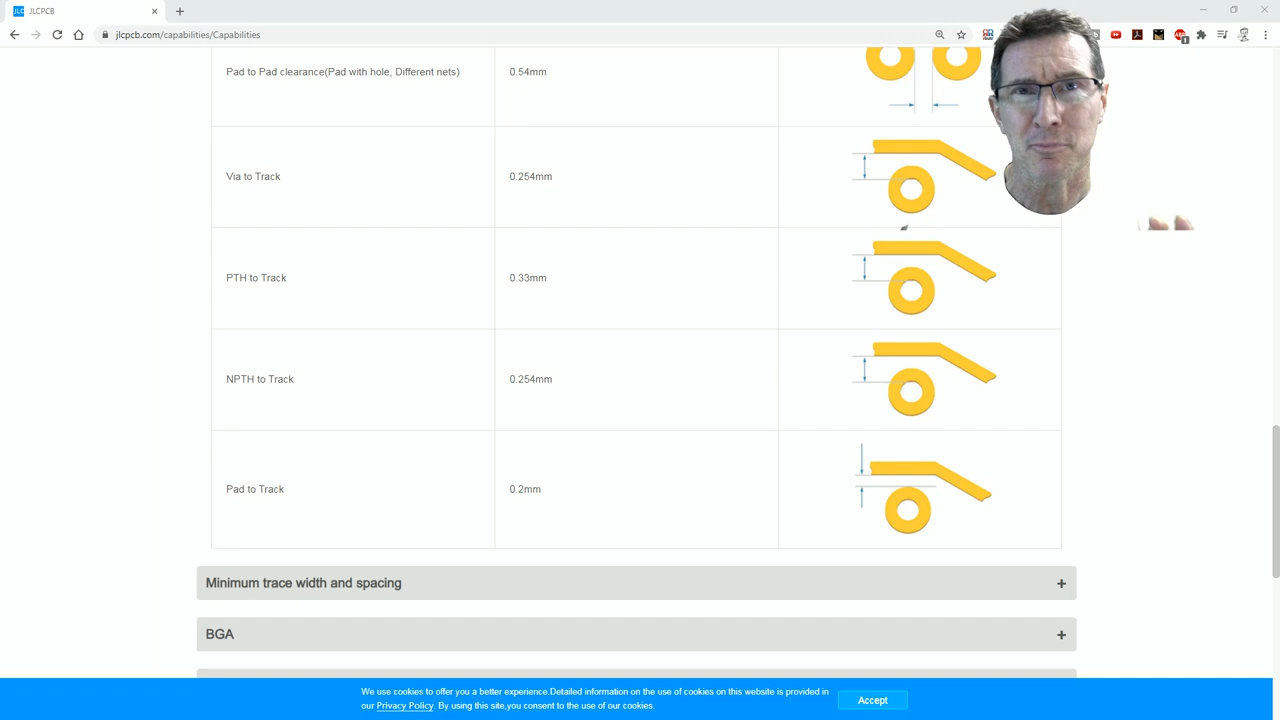 JLCPCB
jlcpcb.com/capabilities/Capabilities
Pad to Pad clearance(Pad with hole, Different nets)
0.54mm
Via to Track
0.254mm
PTH to Track
0.33mm
NPTH to Track
0.254mm
Pad to Track
0.2mm
Minimum trace width and spacing
+
BGA
+
We use cookies to offer you a better experience.Detailed information on the use of cookies on this website is provided in
our Privacy Policy. By using this site,you consent to the use of our cookies.
Accept